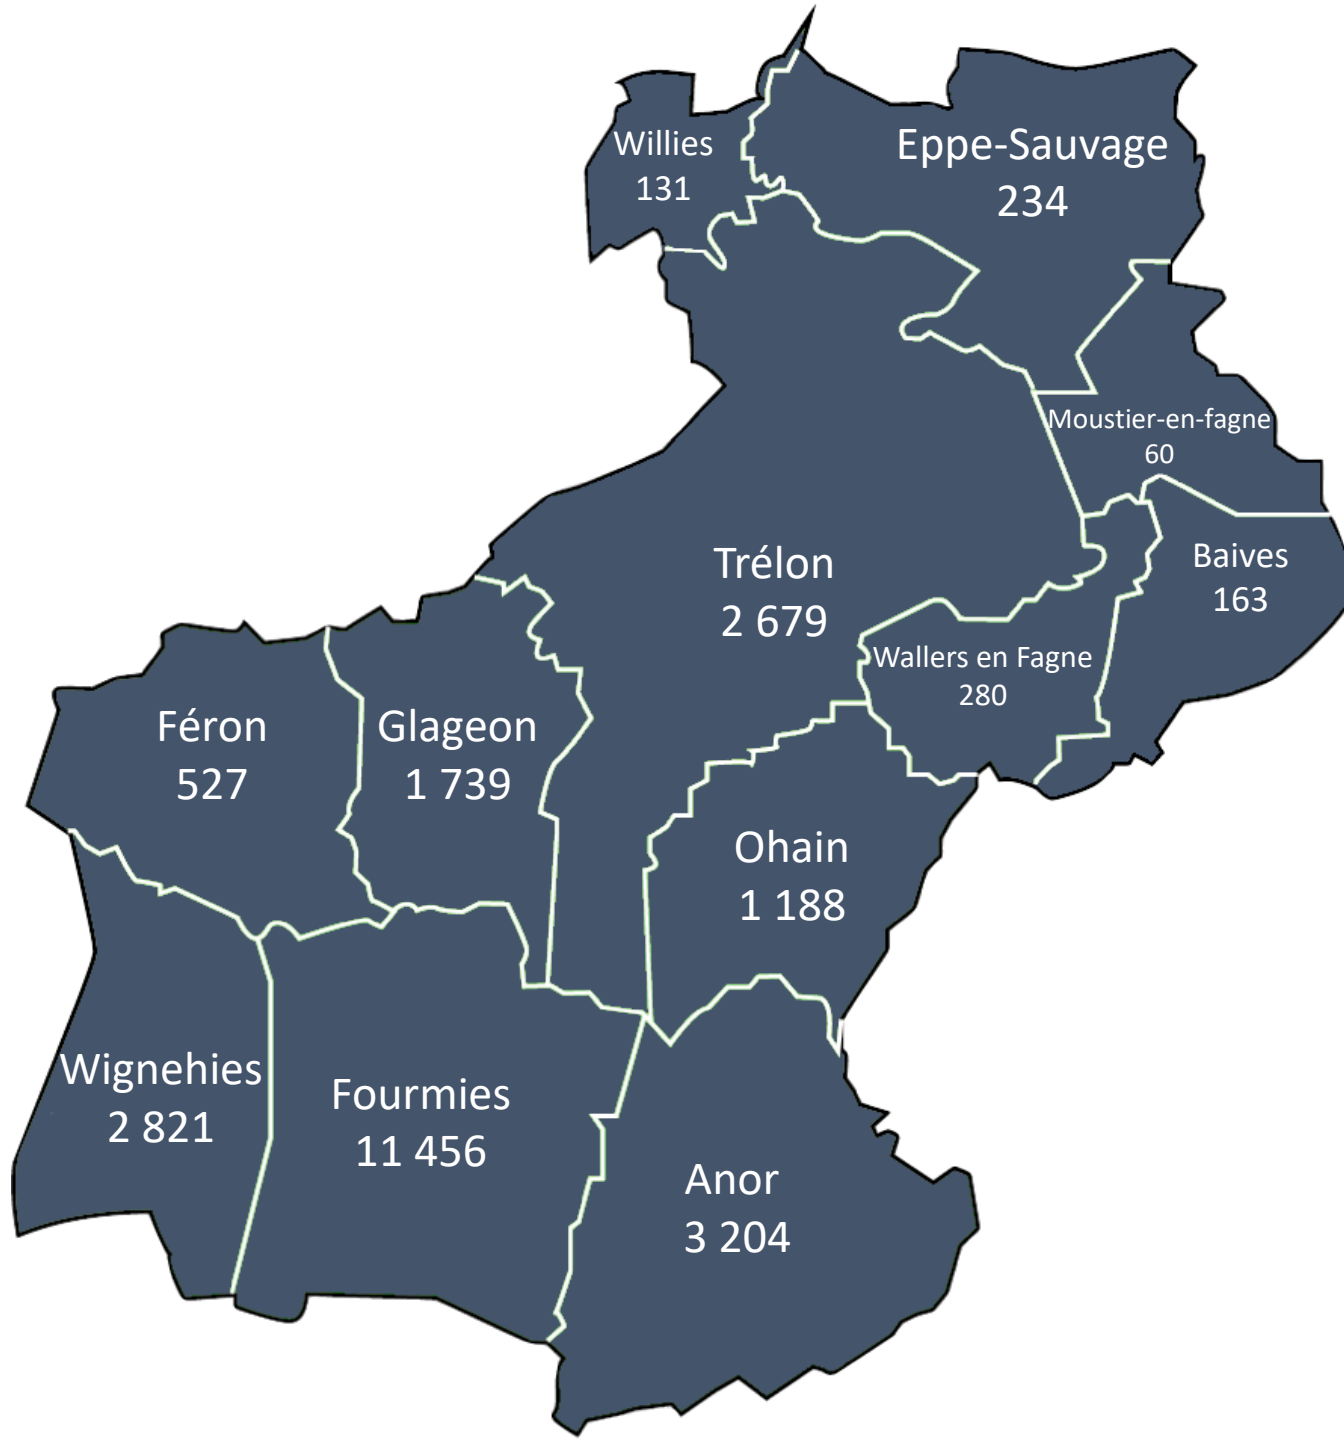 Willies
131
Eppe-Sauvage
234
Moustier-en-fagne
60
Trélon
2 679
Baives
163
Wallers en Fagne
280
Féron
527
Glageon
1 739
Ohain
1 188
Wignehies
2 821
Fourmies
11 456
Anor
3 204